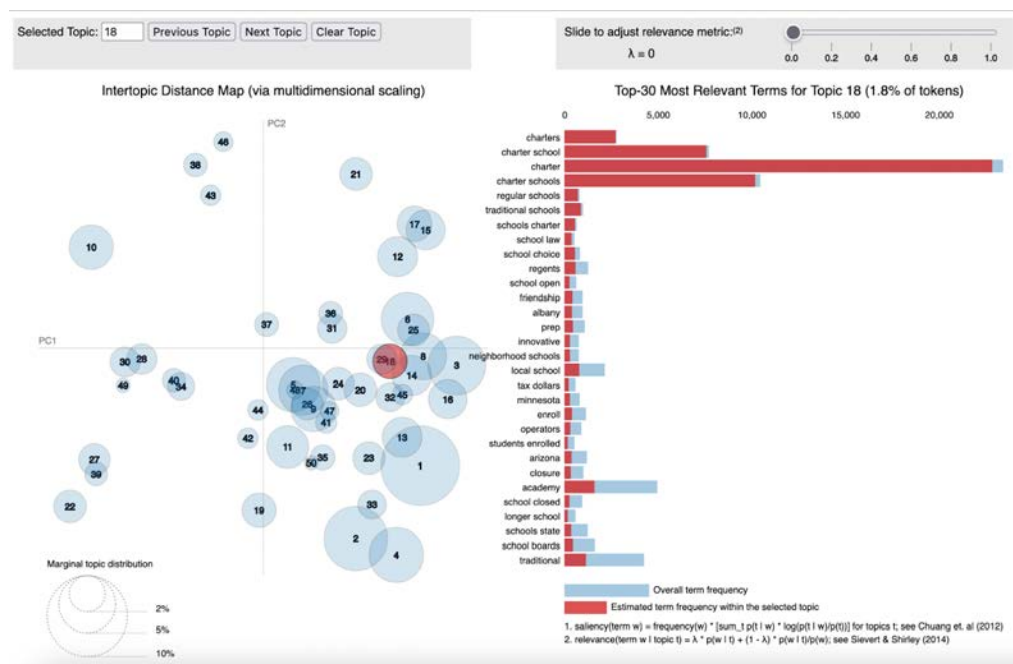 Selected Topic: 18 Previous Topic Next Topic Clear Topic
Slide to adjust relevance metric:(2)
λ = 0
0.0 0.2 0.4 0.6 0.8 1.0
Intertopic Distance Map (via multidimensional scaling)
PC2
PC1
46
38
43
21
17 15
12
10
37
36
31
6
25
29 18
8
3
14
30 28
49
40
34
5
24
20
32 45
16
9
47
41
44
42
11
50 35
23
13
1
27
39
22
19
33
2
4
Marginal topic distribution
2%
5%
10%
Top-30 Most Relevant Terms for Topic 18 (1.8% of tokens)
0 5,000 10,000 15,000 20,000
charters
charter school
charter
charter schools
regular schools
traditional schools
schools charter
school law
school choice
regents
school open
friendship
albany
prep
innovative
neighborhood schools
local school
tax dollars
minnesota
enroll
operators
students enrolled
arizona
closure
academy
school closed
longer school
schools state
school boards
traditional
Overall term frequency
Estimated term frequency within the selected topic
1. saliency(term w) = frequency(w) * [sum_t p(t | w) * log(p(t | w)/p(t))] for topics t; see Chuang et. al (2012)
2. relevance(term w | topic t) = λ * p(w | t) + (1 - λ) * p(w | t)/p(w); see Sievert & Shirley (2014)